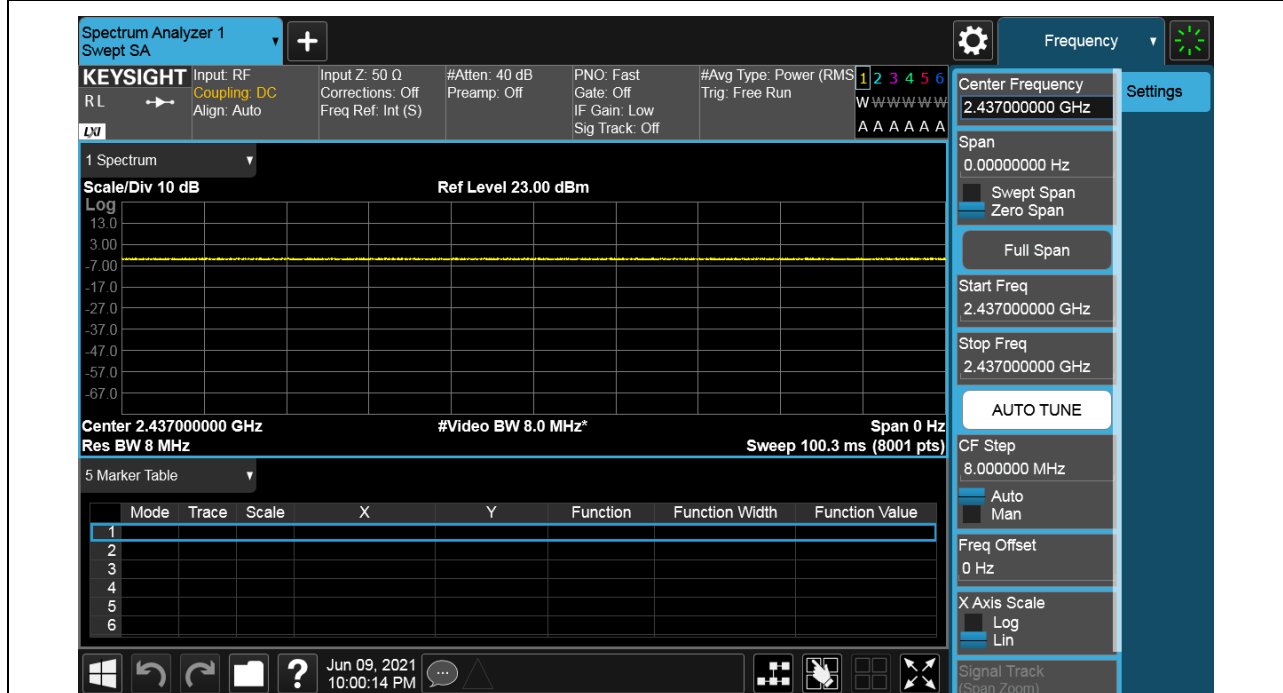 Spectrum Analyzer 1
Swept SA
+
Frequency
KEYSIGHT
RL
LXI
Input: RF
Coupling: DC
Align: Auto
Input Z: 50 Ω
Corrections: Off
Freq Ref: Int (S)
#Atten: 40 dB
Preamp: Off
PNO: Fast
Gate: Off
IF Gain: Low
Sig Track: Off
#Avg Type: Power (RMS
Trig: Free Run
1 2 3 4 5 6
W W W W W W
A A A A A A
1 Spectrum
Scale/Div 10 dB
Ref Level 23.00 dBm
Log
13.0
3.00
-7.00
-17.0
-27.0
-37.0
-47.0
-57.0
-67.0
Center 2.437000000 GHz
#Video BW 8.0 MHz*
Span 0 Hz
Res BW 8 MHz
Sweep 100.3 ms (8001 pts)
5 Marker Table
Mode Trace Scale X Y Function Function Width Function Value
1
2
3
4
5
6
Jun 09, 2021
10:00:14 PM
?
Center Frequency
2.437000000 GHz
Settings
Span
0.00000000 Hz
Swept Span
Zero Span
Full Span
Start Freq
2.437000000 GHz
Stop Freq
2.437000000 GHz
AUTO TUNE
CF Step
8.000000 MHz
Auto
Man
Freq Offset
0 Hz
X Axis Scale
Log
Lin
Signal Track
(Span Zoom)